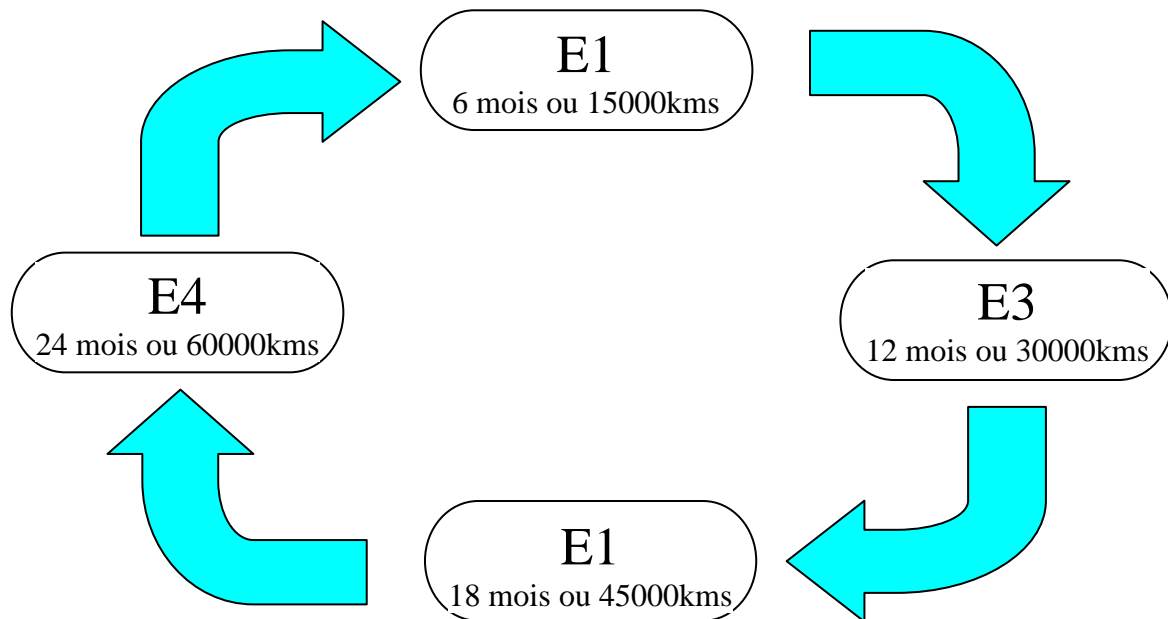 E1
6 mois ou 15000kms
E4
24 mois ou 60000kms
E3
12 mois ou 30000kms
E1
18 mois ou 45000kms